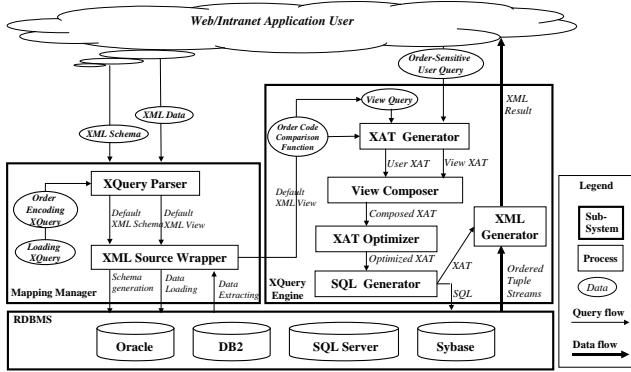 Web/Intranet Application User
Order-Sensitive
User Query
XML Data
XML Schema
View Query
Order Code
Comparison
Function
XML
Result
XAT Generator
User XAT
View XAT
XQuery Parser
Order
Encoding
XQuery
Default
XML Schema
Default
XML View
Default
XML View
View Composer
Composed XAT
Loading
XQuery
XML Source Wrapper
XAT Optimizer
Optimized XAT
XML
Generator
Schema
generation
Data
Loading
Data
Extracting
Mapping Manager
XQuery
Engine
SQL Generator
XAT
SQL
Ordered
Tuple
Streams
RDBMS
Oracle
DB2
SQL Server
Sybase
Legend
Sub-
System
Process
Data
Query flow
Data flow